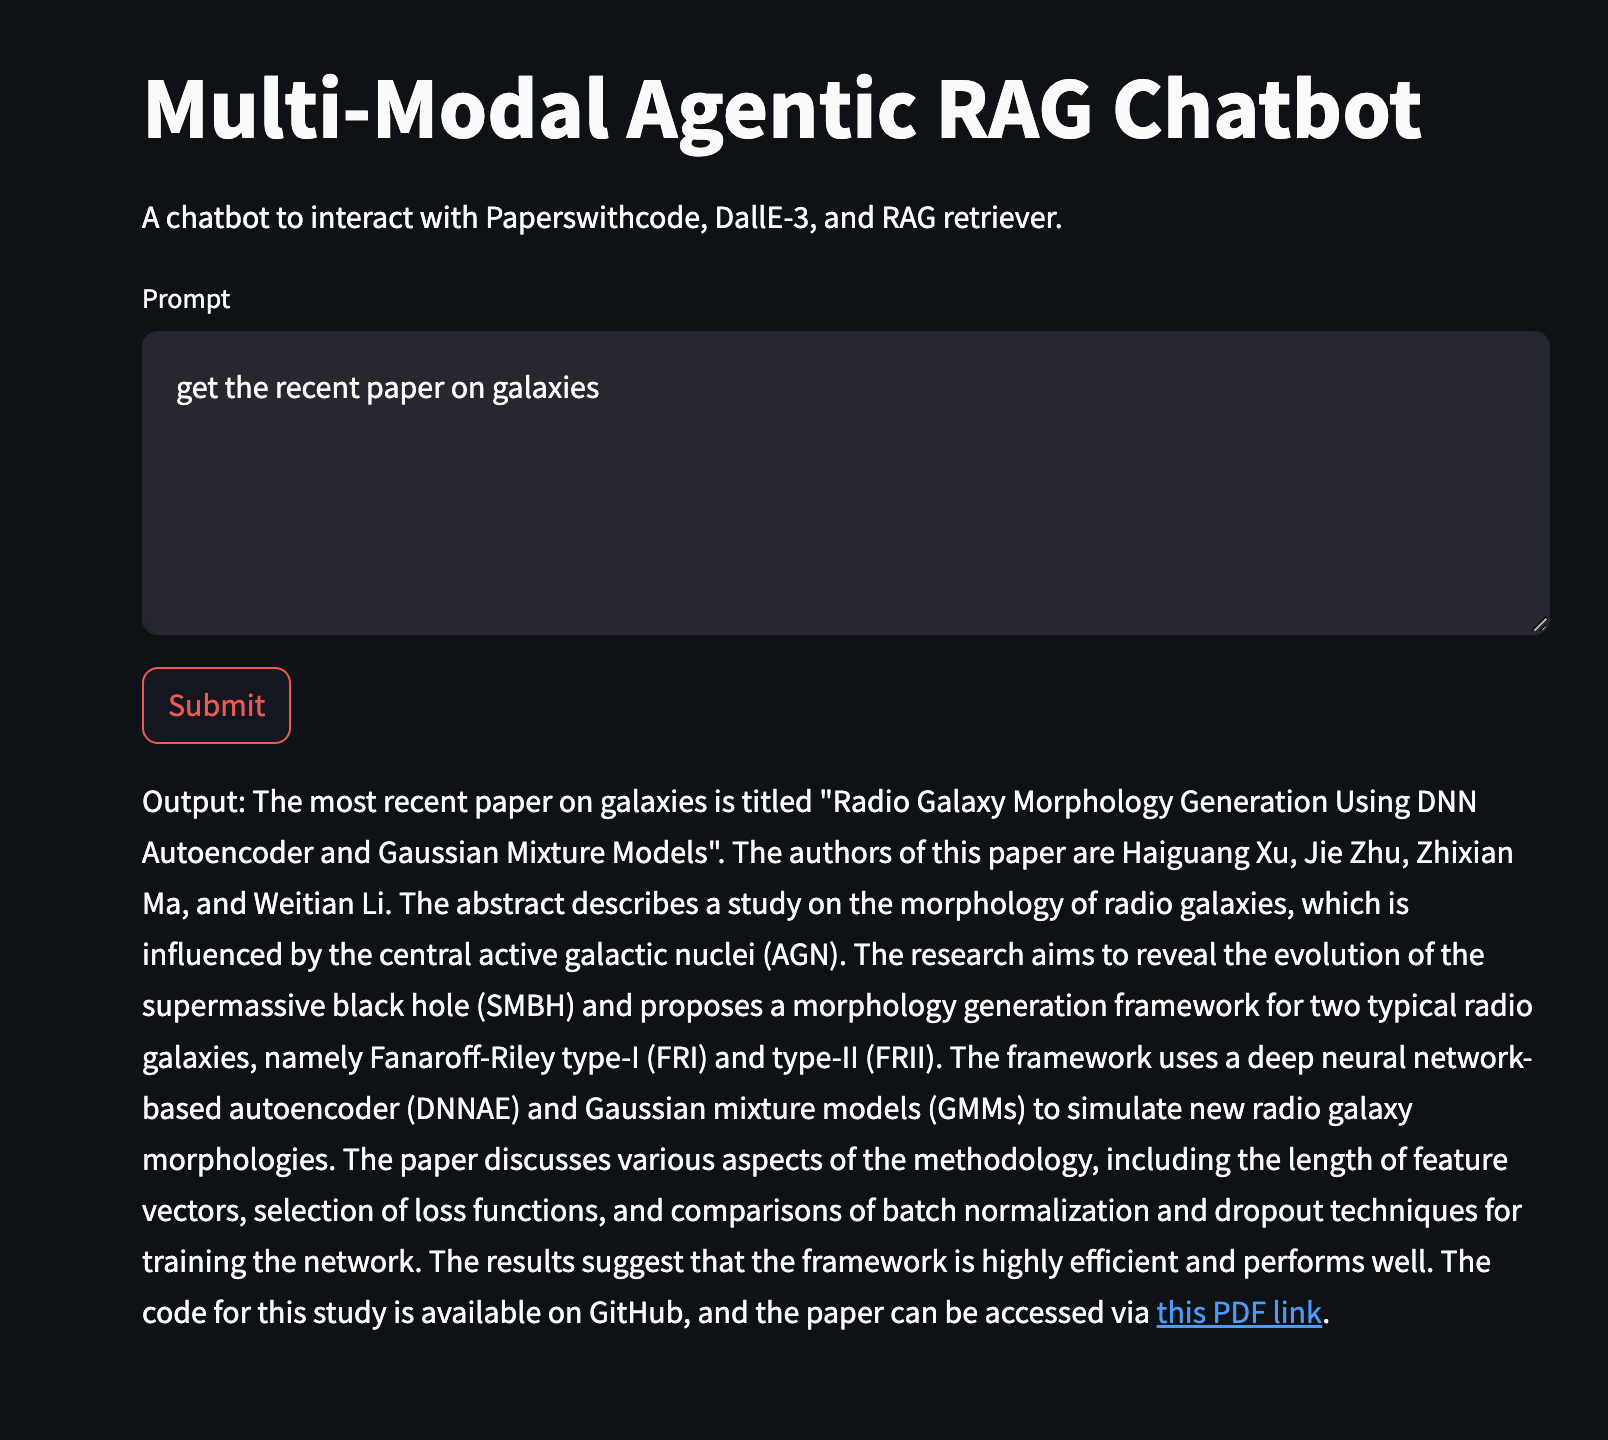 Multi-Modal Agentic RAG Chatbot
A chatbot to interact with Paperswithcode, DallE-3, and RAG retriever.
Prompt
get the recent paper on galaxies
Submit
Output: The most recent paper on galaxies is titled "Radio Galaxy Morphology Generation Using DNN
Autoencoder and Gaussian Mixture Models". The authors of this paper are Haiguang Xu, Jie Zhu, Zhixian
Ma, and Weitian Li. The abstract describes a study on the morphology of radio galaxies, which is
influenced by the central active galactic nuclei (AGN). The research aims to reveal the evolution of the
supermassive black hole (SMBH) and proposes a morphology generation framework for two typical radio
galaxies, namely Fanaroff-Riley type-I (FRI) and type-II (FRII). The framework uses a deep neural network-
based autoencoder (DNNAE) and Gaussian mixture models (GMMs) to simulate new radio galaxy
morphologies. The paper discusses various aspects of the methodology, including the length of feature
vectors, selection of loss functions, and comparisons of batch normalization and dropout techniques for
training the network. The results suggest that the framework is highly efficient and performs well. The
code for this study is available on GitHub, and the paper can be accessed via this PDF link.